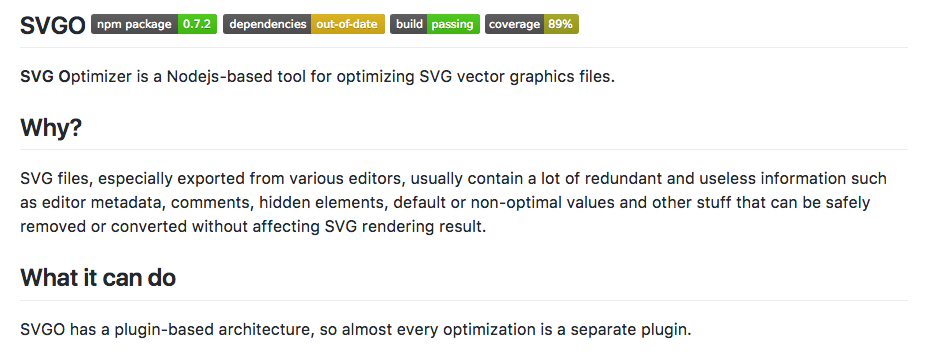 SVGO npm package 0.7.2 dependencies out-of-date build passing coverage 89%
SVG Optimizer is a Nodejs-based tool for optimizing SVG vector graphics files.
Why?
SVG files, especially exported from various editors, usually contain a lot of redundant and useless information such
as editor metadata, comments, hidden elements, default or non-optimal values and other stuff that can be safely
removed or converted without affecting SVG rendering result.
What it can do
SVGO has a plugin-based architecture, so almost every optimization is a separate plugin.